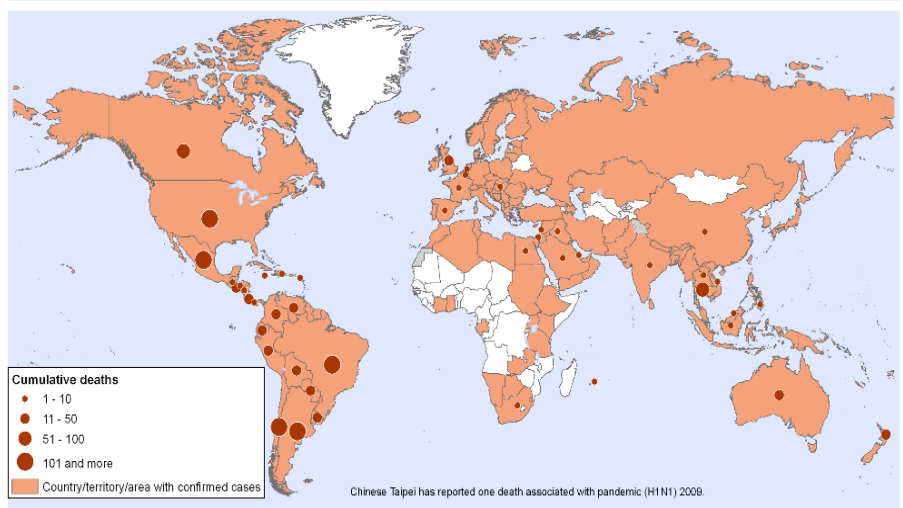 Cumulative deaths
1 - 10
11 - 50
51 - 100
101 and more
Country/territory/area with confirmed cases
Chinese Taipei has reported one death associated with pandemic (H1N1) 2009.